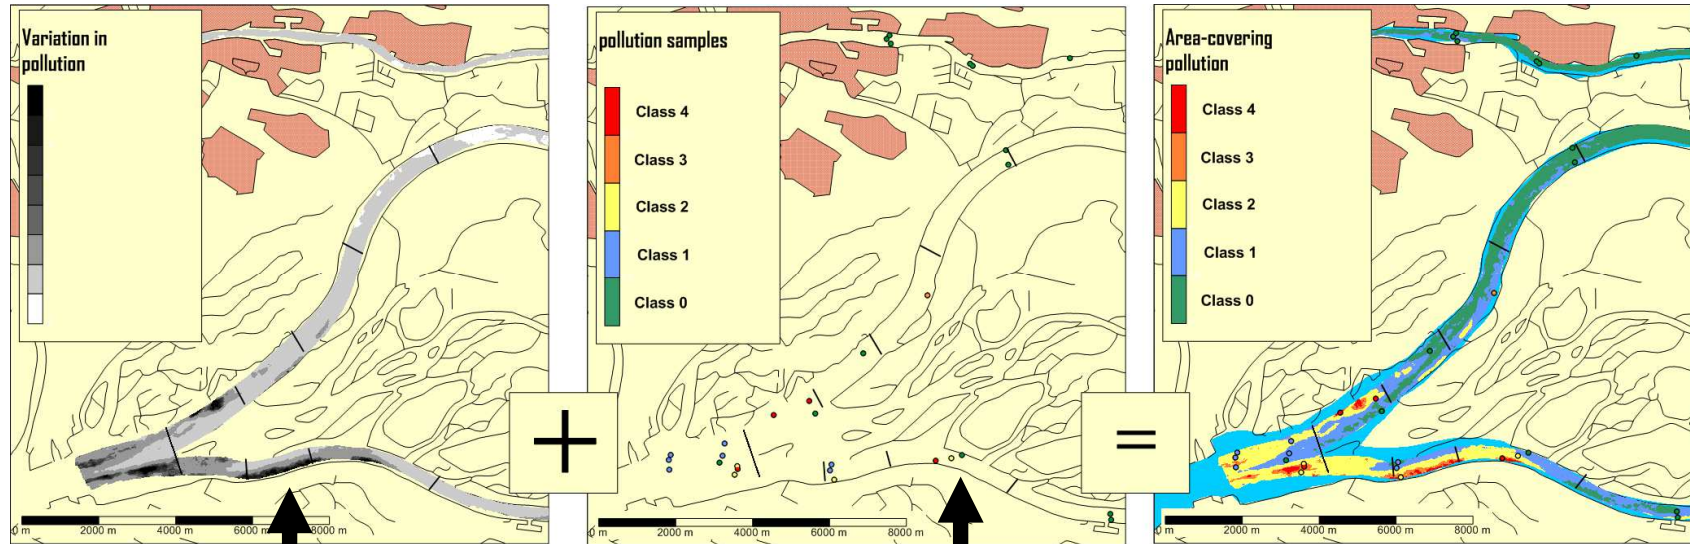 Variation in
pollution
0 m 2000 m 4000 m 6000 m 8000 m
+
pollution samples
Class 4
Class 3
Class 2
Class 1
Class 0
0 m 2000 m 4000 m 6000 m 8000 m
=
Area-covering
pollution
Class 4
Class 3
Class 2
Class 1
Class 0
0 m 2000 m 4000 m 6000 m 8000 m